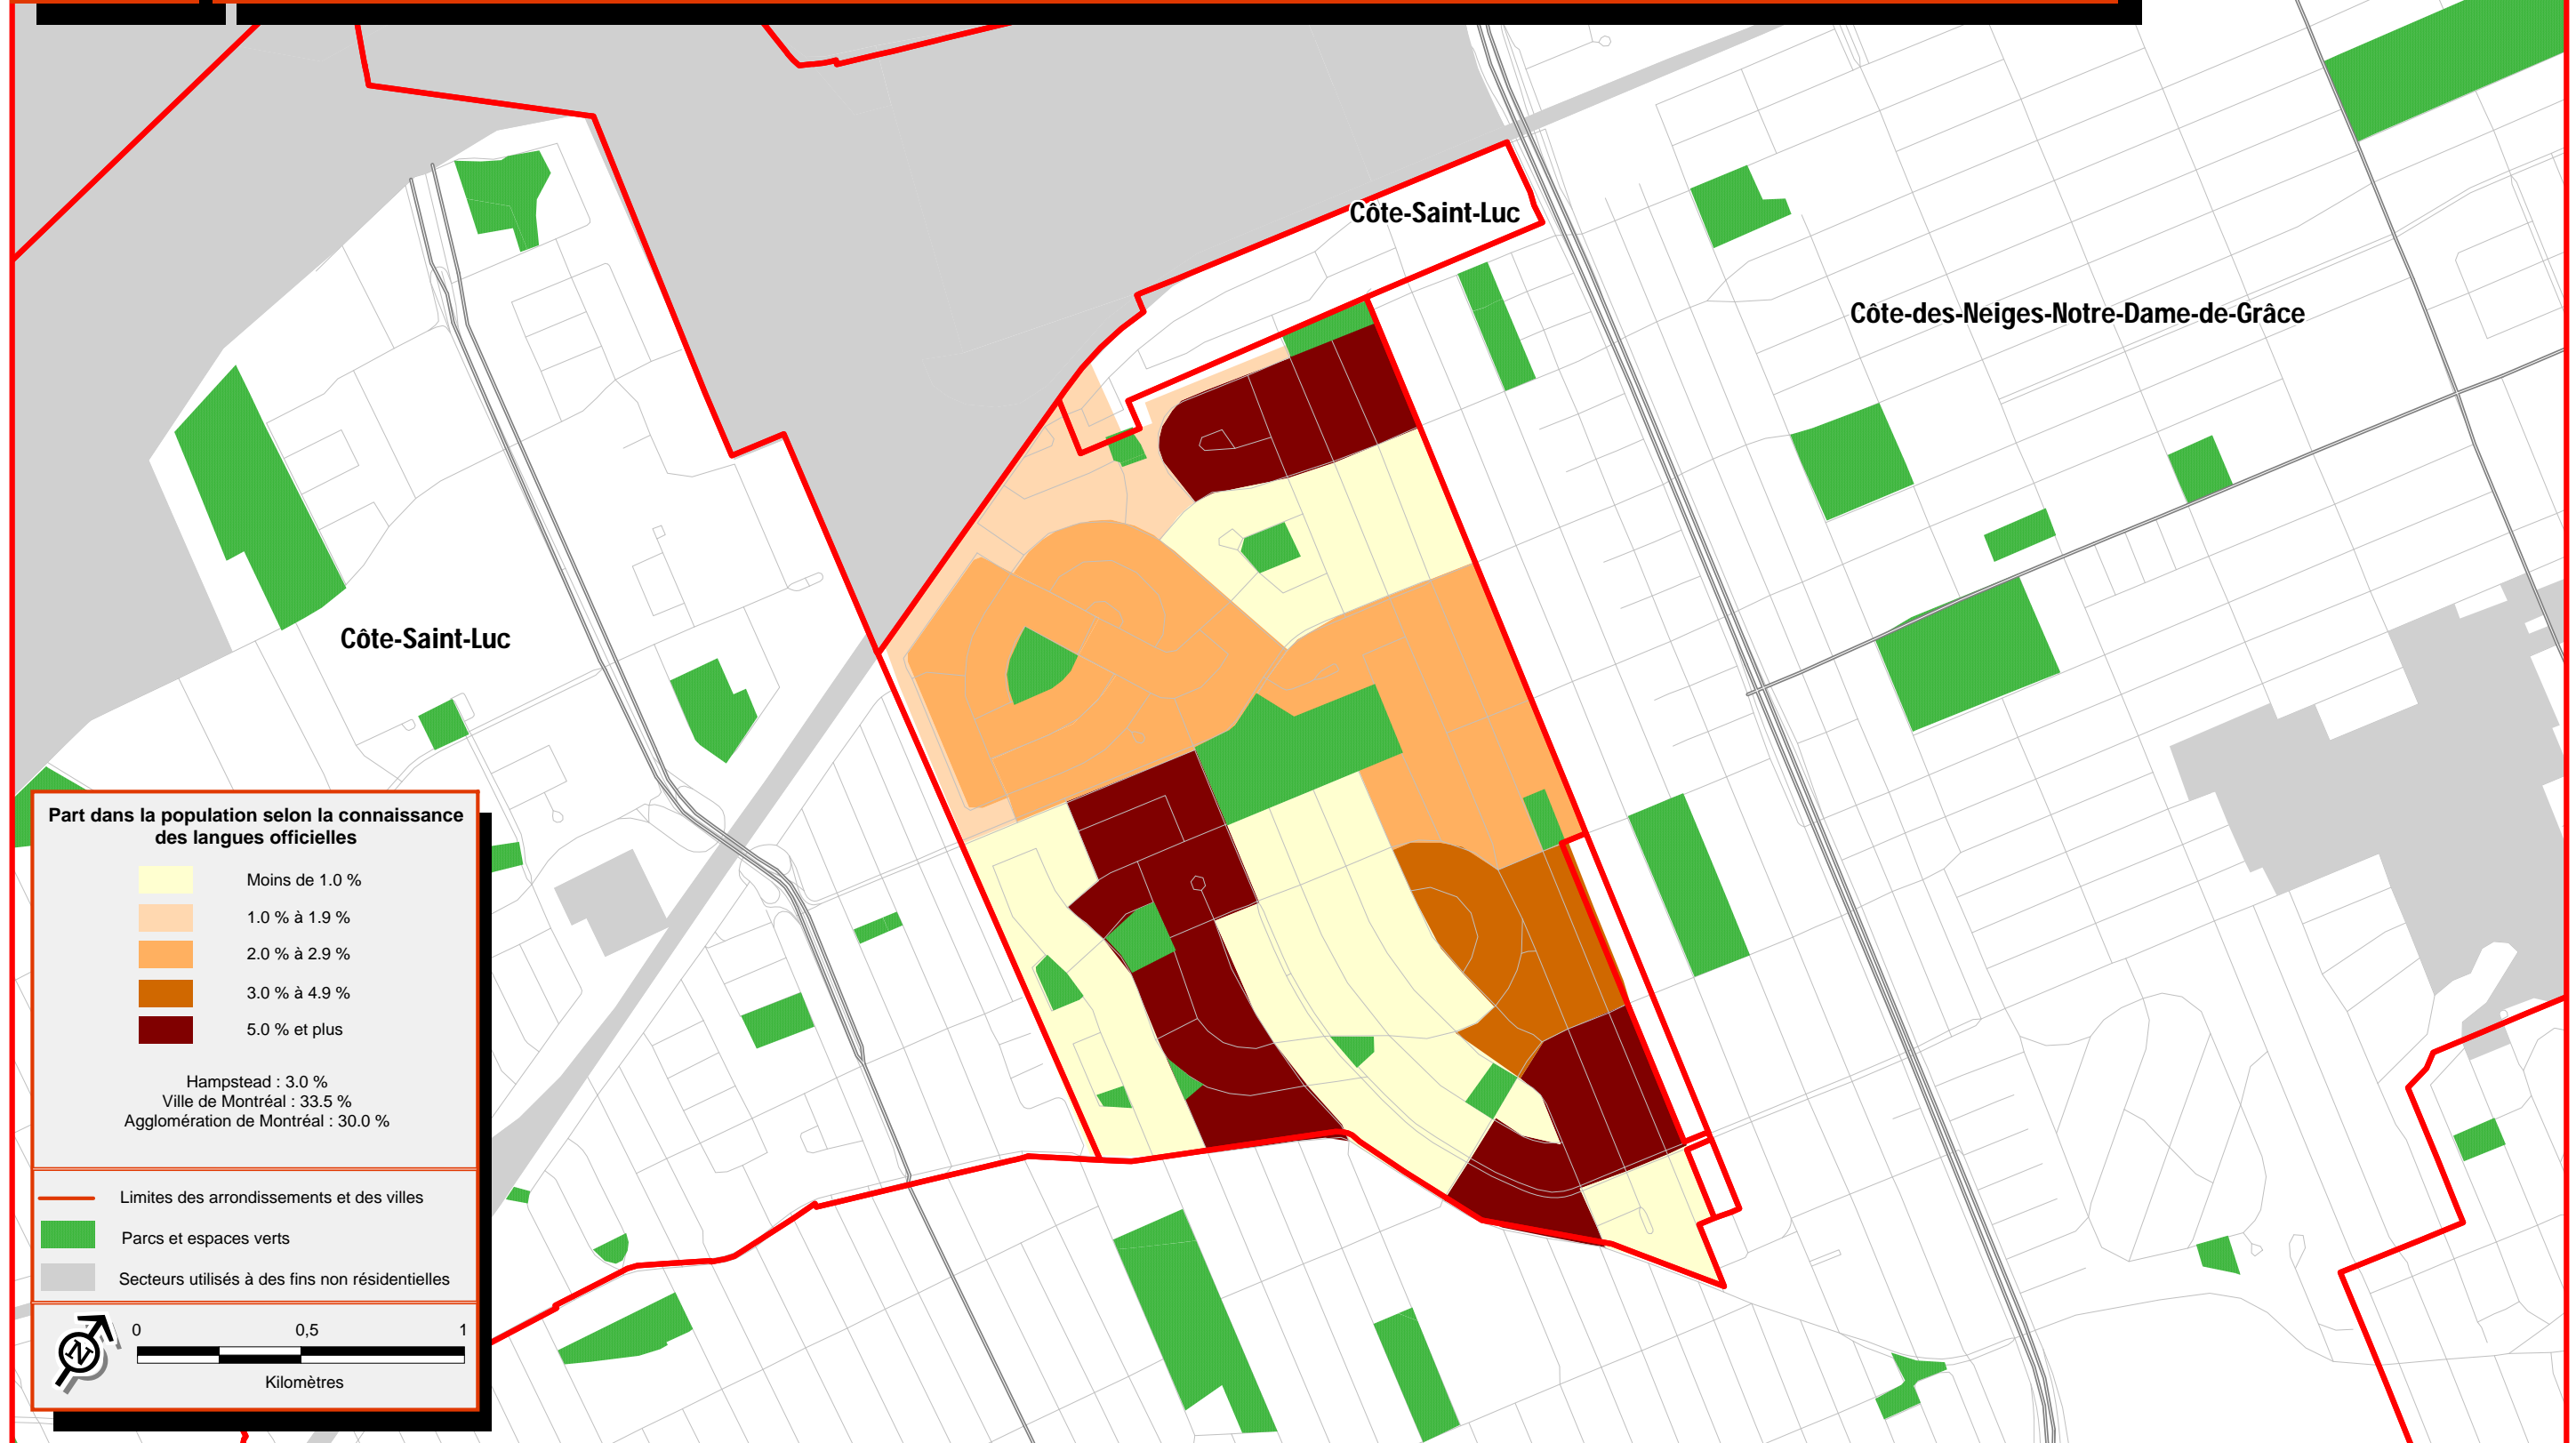 Côte-Saint-Luc
Côte-des-Neiges-Notre-Dame-de-Grâce
Côte-Saint-Luc
Part dans la population selon la connaissance
des langues officielles
Moins de 1.0 %
1.0 % à 1.9 %
2.0 % à 2.9 %
3.0 % à 4.9 %
5.0 % et plus
Hampstead : 3.0 %
Ville de Montréal : 33.5 %
Agglomération de Montréal : 30.0 %
Limites des arrondissements et des villes
Parcs et espaces verts
Secteurs utilisés à des fins non résidentielles
N
0 0,5 1
Kilomètres